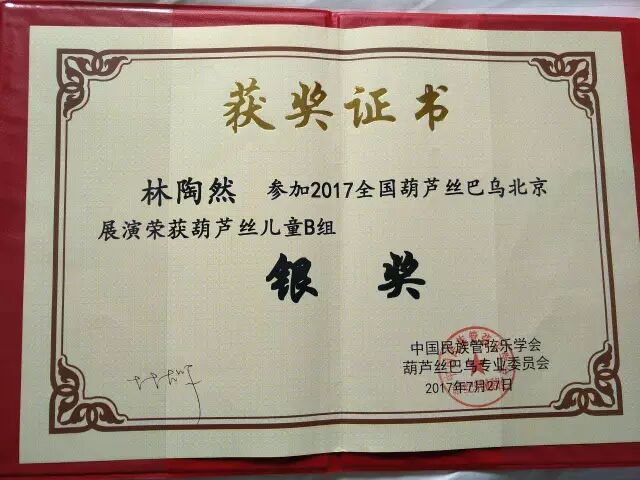 获奖证书
林陶然 参加2017全国葫芦丝巴乌北京
展演荣获葫芦丝儿童B组
银奖
中国民族管弦乐学会
葫芦丝巴乌专业委员会
2017年7月27日